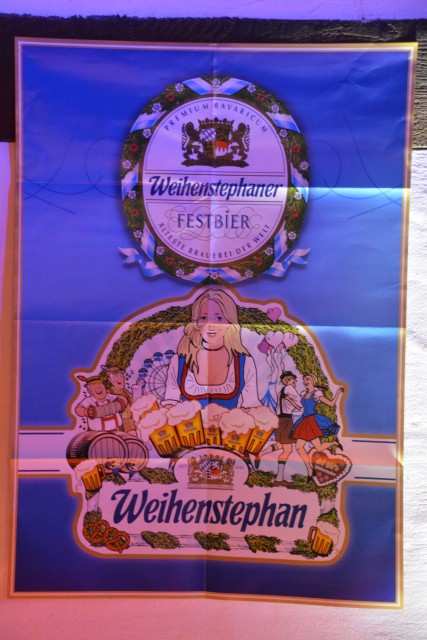 PREMIUM BAVARICUM
Weihenstephaner
FESTBIER
ÄLTESTE BRAUEREI DER WELT
Weihenstephan